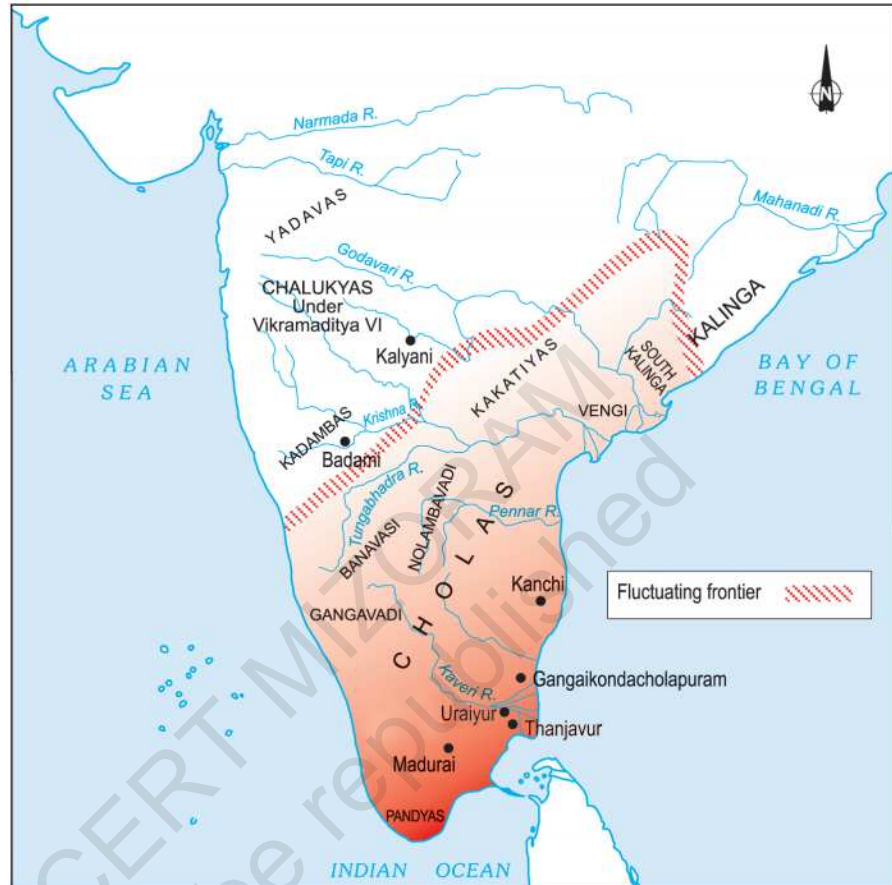 N
Narmada R.
Tapi R.
YADAVAS
Mahanadi R.
Godavari R.
CHALUKYAS
Under
Vikramaditya VI
Kalyani
KALINGA
SOUTH
KALINGA
ARABIAN
SEA
BAY OF
BENGAL
KAKATIYAS
VENGI
KADAMBAS
Krishna R.
Badami
Tungabhadra R.
BANAVASI
NOLAMBAVADI
Pennar R.
CHOLAS
Kanchi
Fluctuating frontier
GANGAVADI
Kaveri R.
Gangaikondacholapuram
Uraiyur
Thanjavur
Madurai
PANDYAS
INDIAN OCEAN
CERT MIZORAM
be republished